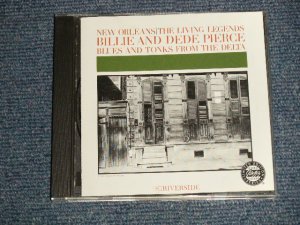 NEW ORLEANS: THE LIVING LEGENDS
BILLIE AND DEDE PIERCE
BLUES AND TONKS FROM THE DELTA
RIVERSIDE